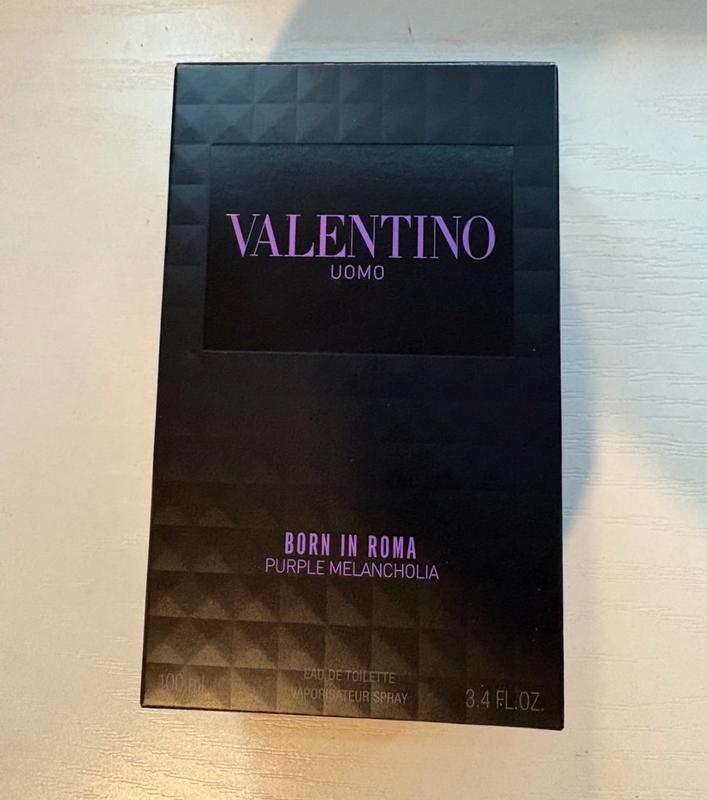 VALENTINO
UOMO
BORN IN ROMA
PURPLE MELANCHOLIA
EAU DE TOILETTE
100 ml VAPORISATEUR SPRAY 3.4 FL.OZ.